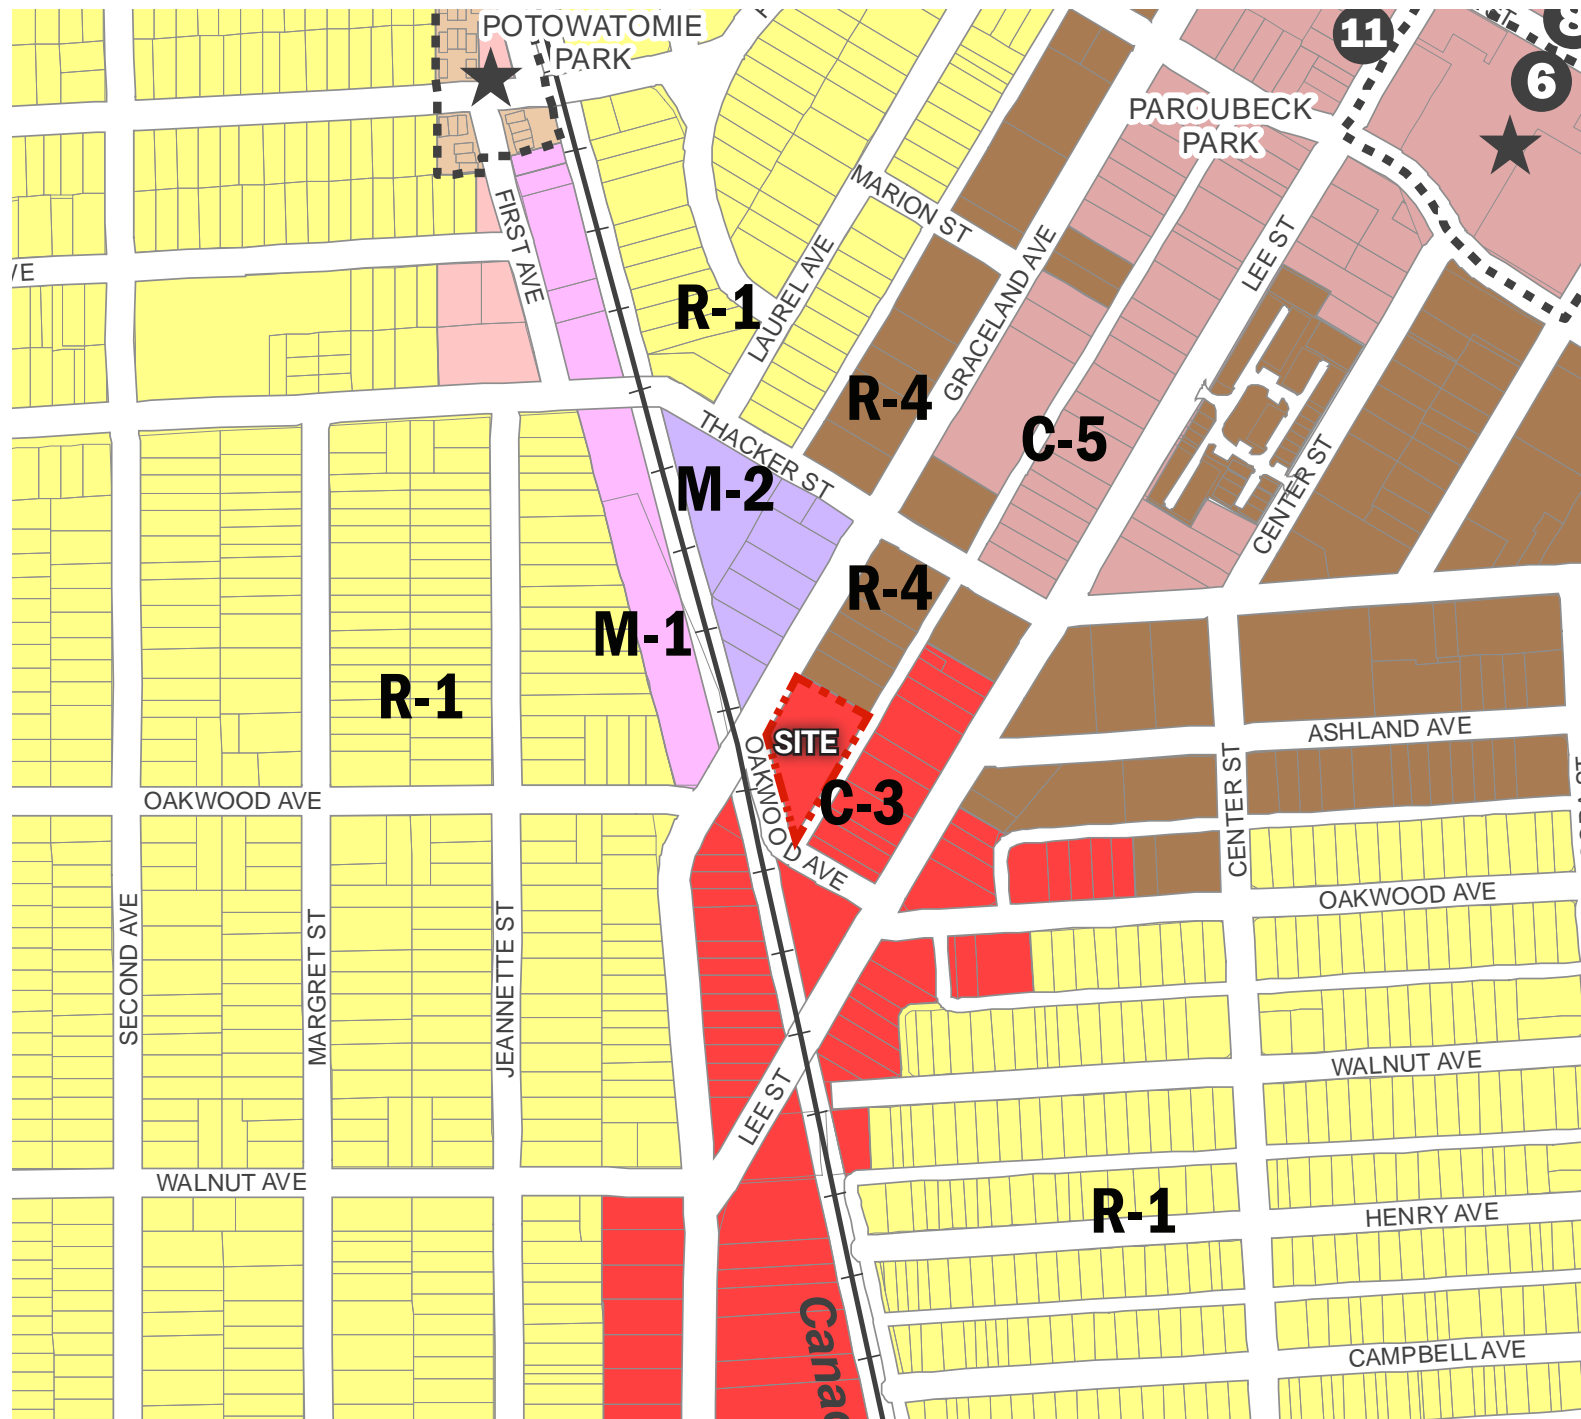 POTOWATOMIE
PARK
11
6
PAROUBECK
PARK
MARION ST
FIRST AVE
LAUREL AVE
GRACELAND AVE
LEE ST
R-1
R-4
C-5
THACKER ST
M-2
CENTER ST
R-4
M-1
R-1
SITE
OAKWOOD AVE
C-3
ASHLAND AVE
CENTER ST
OAKWOOD AVE
OAKWOOD AVE
SECOND AVE
MARGRET ST
JEANNETTE ST
LEE ST
WALNUT AVE
WALNUT AVE
R-1
HENRY AVE
CAMPBELL AVE